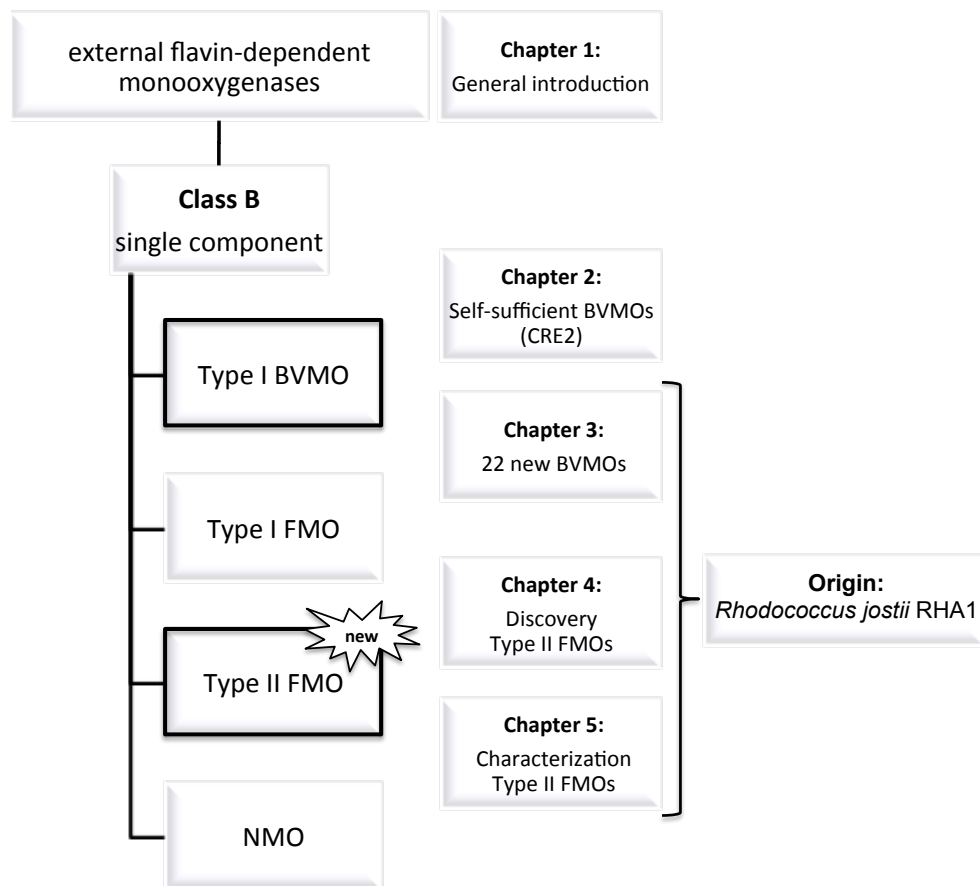 external flavin-dependent
monooxygenases
Chapter 1:
General introduction
Class B
single component
Chapter 2:
Self-sufficient BVMOs
(CRE2)
Type I BVMO
Chapter 3:
22 new BVMOs
Type I FMO
Chapter 4:
Discovery
Type II FMOs
Origin:
Rhodococcus jostii RHA1
new
Type II FMO
Chapter 5:
Characterization
Type II FMOs
NMO